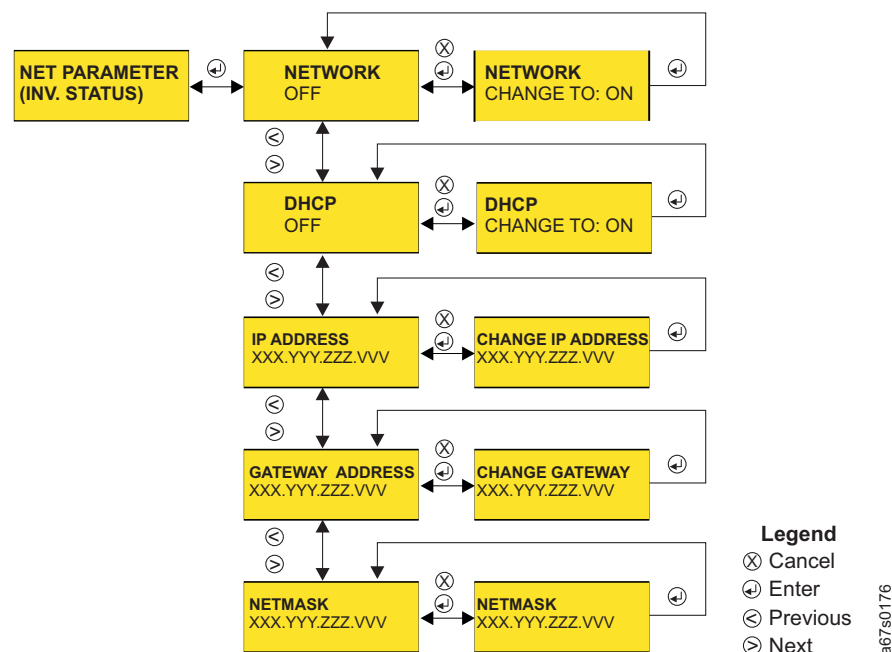 NET PARAMETER
(INV. STATUS)
NETWORK
OFF
NETWORK
CHANGE TO: ON
DHCP
OFF
DHCP
CHANGE TO: ON
IP ADDRESS
XXX.YYY.ZZZ.VVV
CHANGE IP ADDRESS
XXX.YYY.ZZZ.VVV
GATEWAY ADDRESS
XXX.YYY.ZZZ.VVV
CHANGE GATEWAY
XXX.YYY.ZZZ.VVV
NETMASK
XXX.YYY.ZZZ.VVV
NETMASK
XXX.YYY.ZZZ.VVV
Legend
Ⓧ Cancel
Enter
Previous
Next
a67s0176